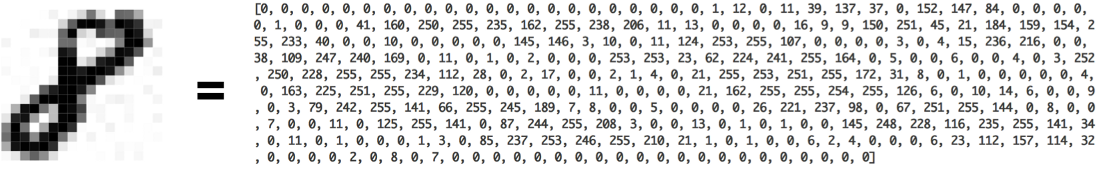 =
[0, 0, 0, 0, 0, 0, 0, 0, 0, 0, 0, 0, 0, 0, 0, 0, 0, 0, 0, 0, 0, 0, 1, 12, 0, 11, 39, 137, 37, 0, 152, 147, 84, 0, 0, 0, 0,
0, 1, 0, 0, 0, 41, 160, 250, 255, 235, 162, 255, 238, 206, 11, 13, 0, 0, 0, 0, 16, 9, 9, 150, 251, 45, 21, 184, 159, 154, 2
55, 233, 40, 0, 0, 10, 0, 0, 0, 0, 0, 145, 146, 3, 10, 0, 11, 124, 253, 255, 107, 0, 0, 0, 0, 3, 0, 4, 15, 236, 216, 0, 0,
38, 109, 247, 240, 169, 0, 11, 0, 1, 0, 2, 0, 0, 0, 253, 253, 23, 62, 224, 241, 255, 164, 0, 5, 0, 0, 6, 0, 0, 4, 0, 3, 252
, 250, 228, 255, 255, 234, 112, 28, 0, 2, 17, 0, 0, 2, 1, 4, 0, 21, 255, 253, 251, 255, 172, 31, 8, 0, 1, 0, 0, 0, 0, 0, 4,
0, 163, 225, 251, 255, 229, 120, 0, 0, 0, 0, 0, 11, 0, 0, 0, 0, 21, 162, 255, 255, 254, 255, 126, 6, 0, 10, 14, 6, 0, 0, 9
, 0, 3, 79, 242, 255, 141, 66, 255, 245, 189, 7, 8, 0, 0, 5, 0, 0, 0, 0, 26, 221, 237, 98, 0, 67, 251, 255, 144, 0, 8, 0, 0
, 7, 0, 0, 11, 0, 125, 255, 141, 0, 87, 244, 255, 208, 3, 0, 0, 13, 0, 1, 0, 1, 0, 0, 145, 248, 228, 116, 235, 255, 141, 34
, 0, 11, 0, 1, 0, 0, 0, 1, 3, 0, 85, 237, 253, 246, 255, 210, 21, 1, 0, 1, 0, 0, 6, 2, 4, 0, 0, 0, 6, 23, 112, 157, 114, 32
, 0, 0, 0, 0, 2, 0, 8, 0, 7, 0, 0, 0, 0, 0, 0, 0, 0, 0, 0, 0, 0, 0, 0, 0, 0, 0, 0, 0, 0, 0, 0]